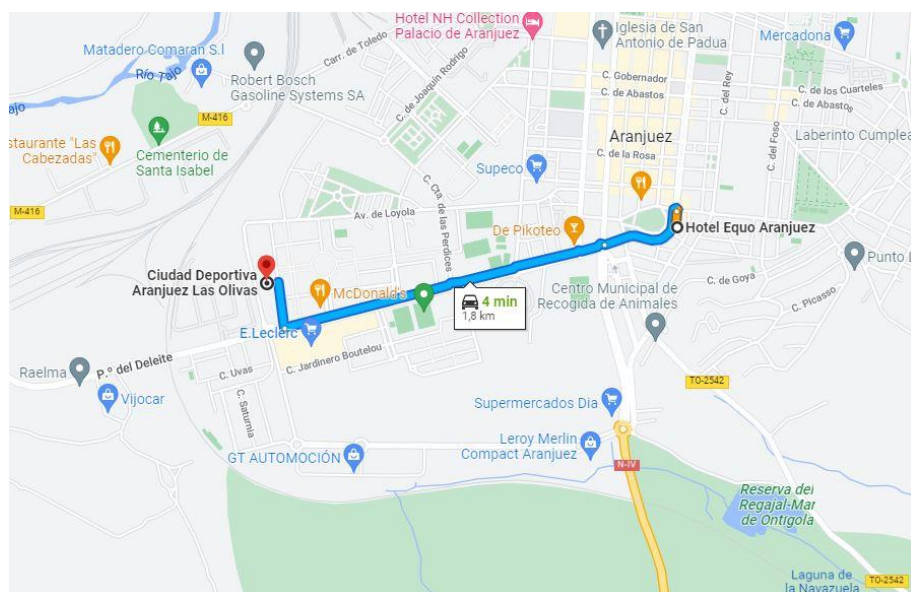 Hotel NH Collection
Palacio de Aranjuez
Iglesia de San
Antonio de Padua
Mercadona
Matadero Comaran S.l
Carr. de Toledo
Río Tajo
Robert Bosch
Gasoline Systems SA
C. de Joaquín Rodrigo
C. Gobernador
C. de Abastos
C. del Rey
C. de los Cuarteles
C. de Abastos
M-416
staurante "Las
Cabezadas"
Cementerio de
Santa Isabel
Aranjuez
C. de la Rosa
C. del Foso
Laberinto Cumplea
Supeco
C. Cta. de las Perdices
M-416
Av. de Loyola
De Pikoteo
Hotel Equo Aranjuez
Punto L
Ciudad Deportiva
Aranjuez Las Olivas
McDonald's
4 min
1,8 km
Centro Municipal de
Recogida de Animales
C. de Goya
C. Picasso
E.Leclerc
Raelma
P.º del Deleite
C. Uvas
C. Jardinero Boutelou
TO-2542
Vijocar
C. Saturnia
Supermercados Dia
GT AUTOMOCIÓN
Leroy Merlin
Compact Aranjuez
N-IV
Reserva del
Regajal-Mar
de Ontígola
Laguna de
la Navazuela
TO-2542